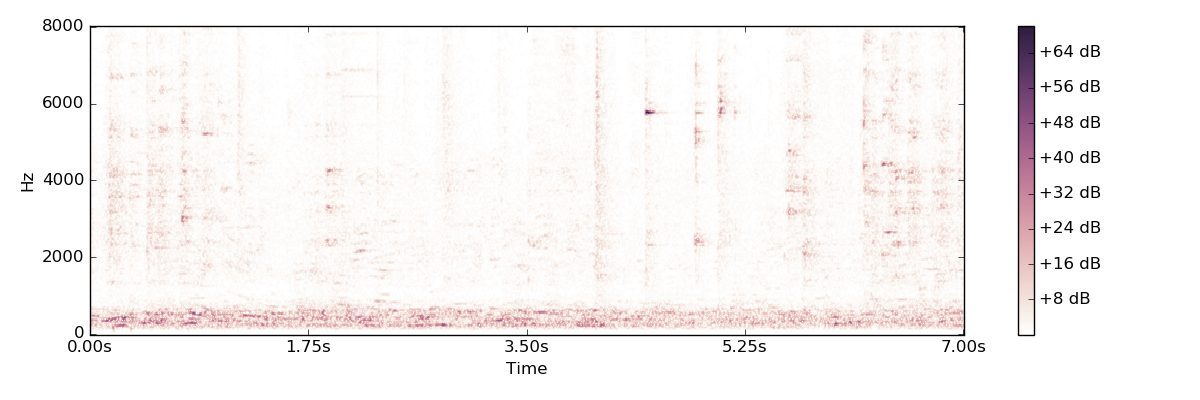 8000
6000
4000
2000
0
Hz
0.00s
1.75s
3.50s
5.25s
7.00s
Time
+64 dB
+56 dB
+48 dB
+40 dB
+32 dB
+24 dB
+16 dB
+8 dB